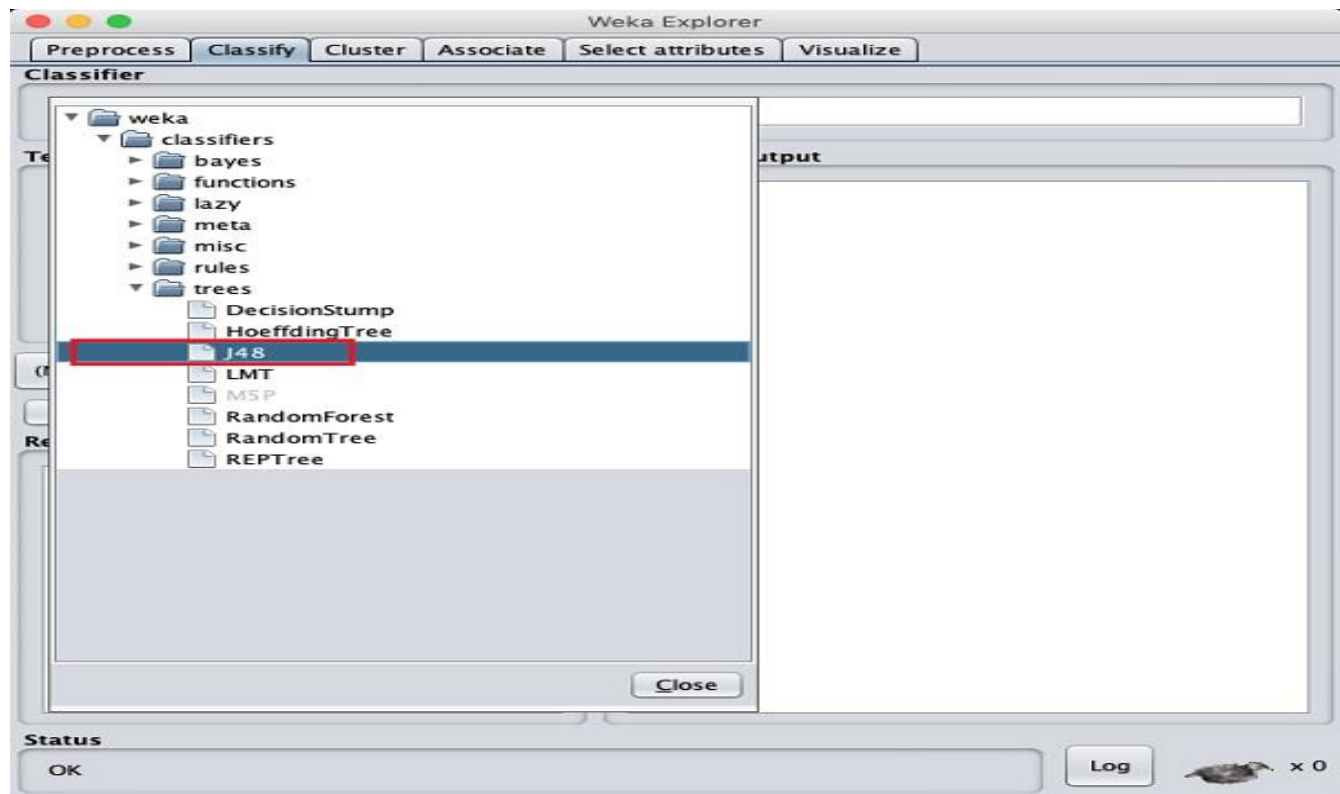 Weka Explorer
Preprocess Classify Cluster Associate Select attributes Visualize
Classifier
weka
classifiers
bayes
functions
lazy
meta
misc
rules
trees
DecisionStump
HoeffdingTree
J48
LMT
M5P
RandomForest
RandomTree
REPTree
Close
Status
OK
Log
x 0